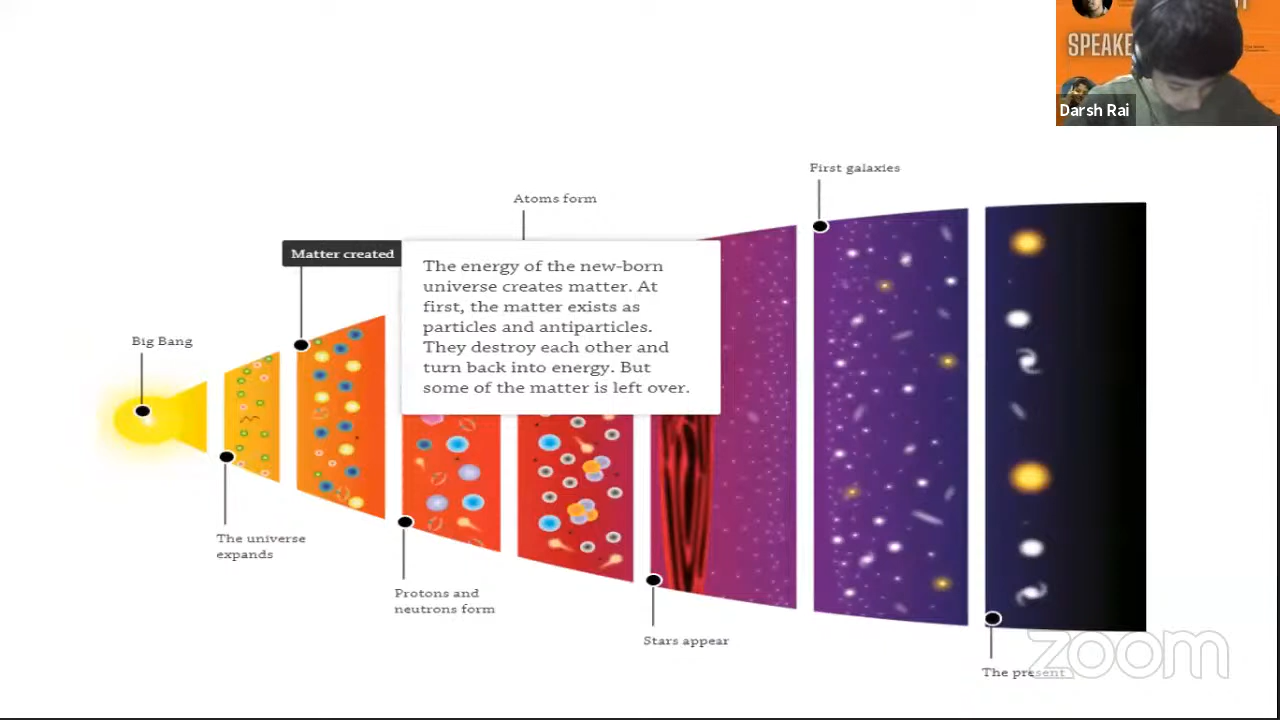 SPEAKE
Darsh Rai
First galaxies
Atoms form
Matter created
The energy of the new-born
universe creates matter. At
first, the matter exists as
particles and antiparticles.
They destroy each other and
turn back into energy. But
some of the matter is left over.
Big Bang
The universe
expands
Protons and
neutrons form
Stars appear
The present
zoom